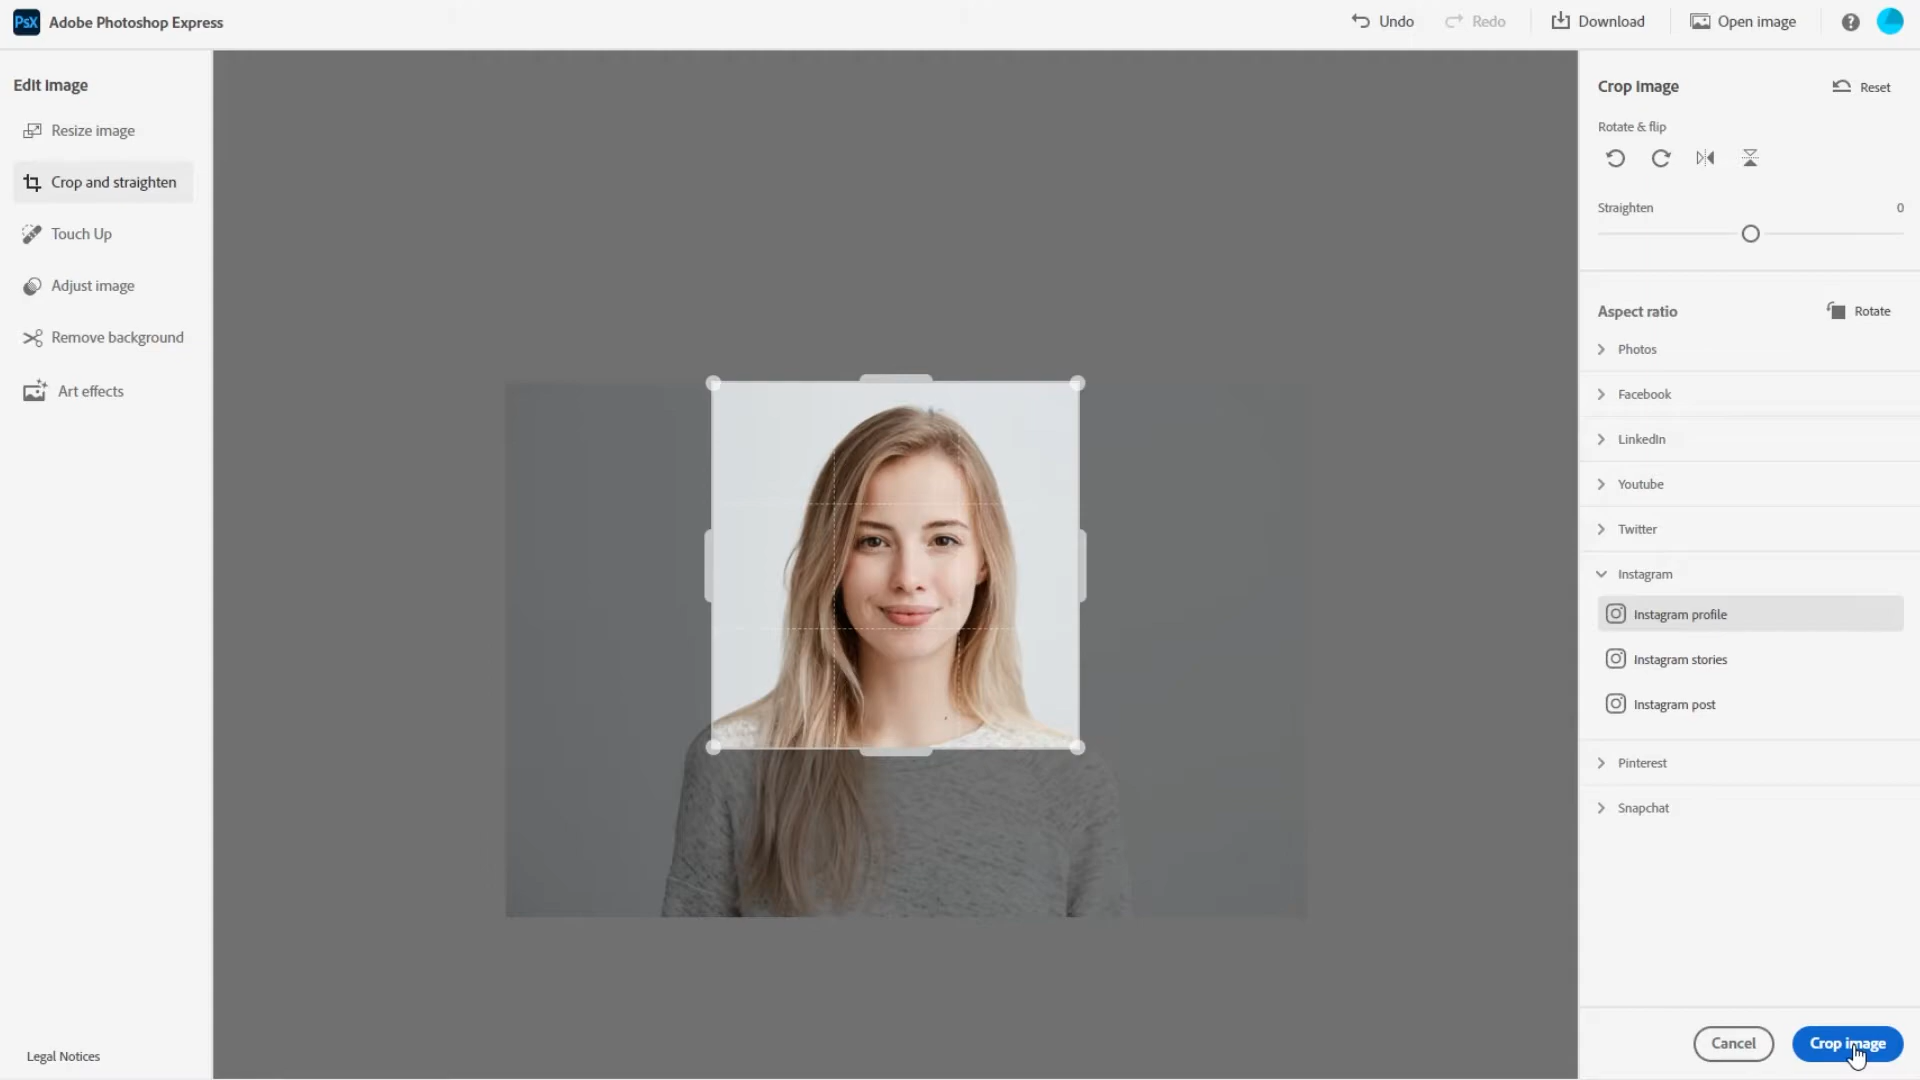 PsX Adobe Photoshop Express
Undo
Redo
Download
Open image
?
Edit Image
Resize image
Crop and straighten
Touch Up
Adjust image
Remove background
Art effects
Legal Notices
Crop Image
Reset
Rotate & flip
Straighten 0
Aspect ratio
Rotate
Photos
Facebook
LinkedIn
Youtube
Twitter
Instagram
Instagram profile
Instagram stories
Instagram post
Pinterest
Snapchat
Cancel
Crop image